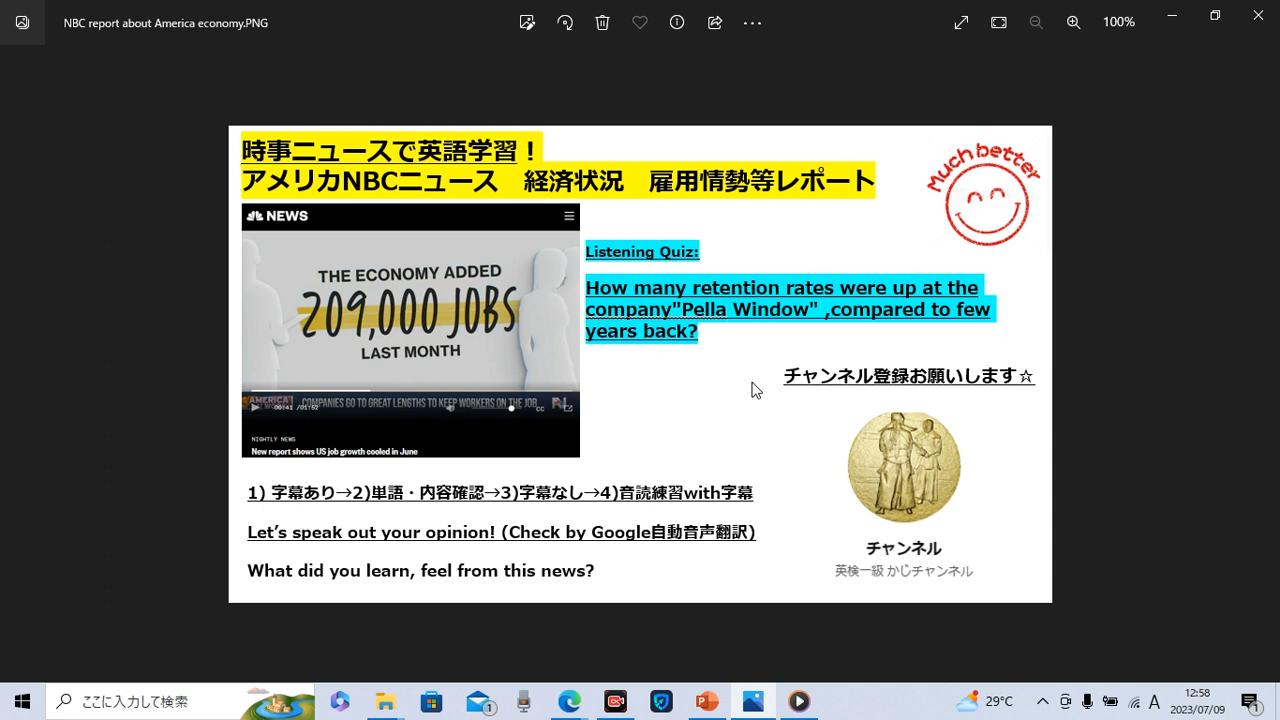 NBC report about America economy.PNG
100%
時事ニュースで英語学習！
アメリカNBCニュース　経済状況　雇用情勢等レポート
Much better
NEWS
THE ECONOMY ADDED
209,000 JOBS
LAST MONTH
COMPANIES GO TO GREAT LENGTHS TO KEEP WORKERS ON THE JOB
00:41 /01:52
CC
NIGHTLY NEWS
New report shows US job growth cooled in June
Listening Quiz:
How many retention rates were up at the
company"Pella Window" ,compared to few
years back?
チャンネル登録お願いします☆
1) 字幕あり→2)単語・内容確認→3)字幕なし→4)音読練習with字幕
Let’s speak out your opinion! (Check by Google自動音声翻訳)
What did you learn, feel from this news?
チャンネル
英検一級 かじチャンネル
ここに入力して検索
1
29°C
A
12:58
2023/07/09
1